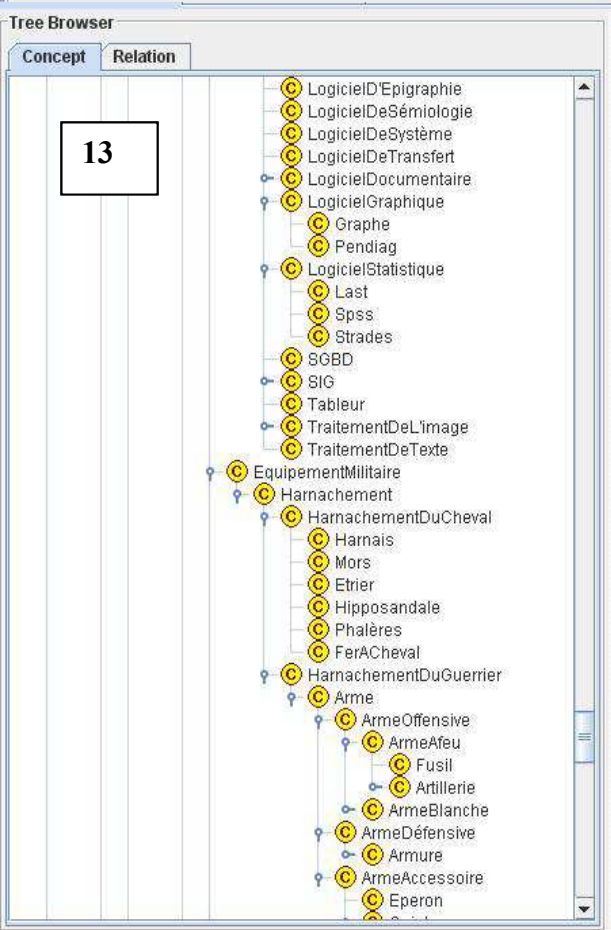 Tree Browser
Concept Relation
13
C LogicielD'Epigraphie
C LogicielDeSémiologie
C LogicielDeSystème
C LogicielDeTransfert
C LogicielDocumentaire
C LogicielGraphique
C Graphe
C Pendiag
C LogicielStatistique
C Last
C Spss
C Strades
C SGBD
C SIG
C Tableur
C TraitementDeL'image
C TraitementDeTexte
C EquipementMilitaire
C Harnachement
C HarnachementDuCheval
C Harnais
C Mors
C Etrier
C Hipposandale
C Phalères
C FerACheval
C HarnachementDuGuerrier
C Arme
C ArmeOffensive
C ArmeAfeu
C Fusil
C Artillerie
C ArmeBlanche
C ArmeDéfensive
C Armure
C ArmeAccessoire
C Eperon